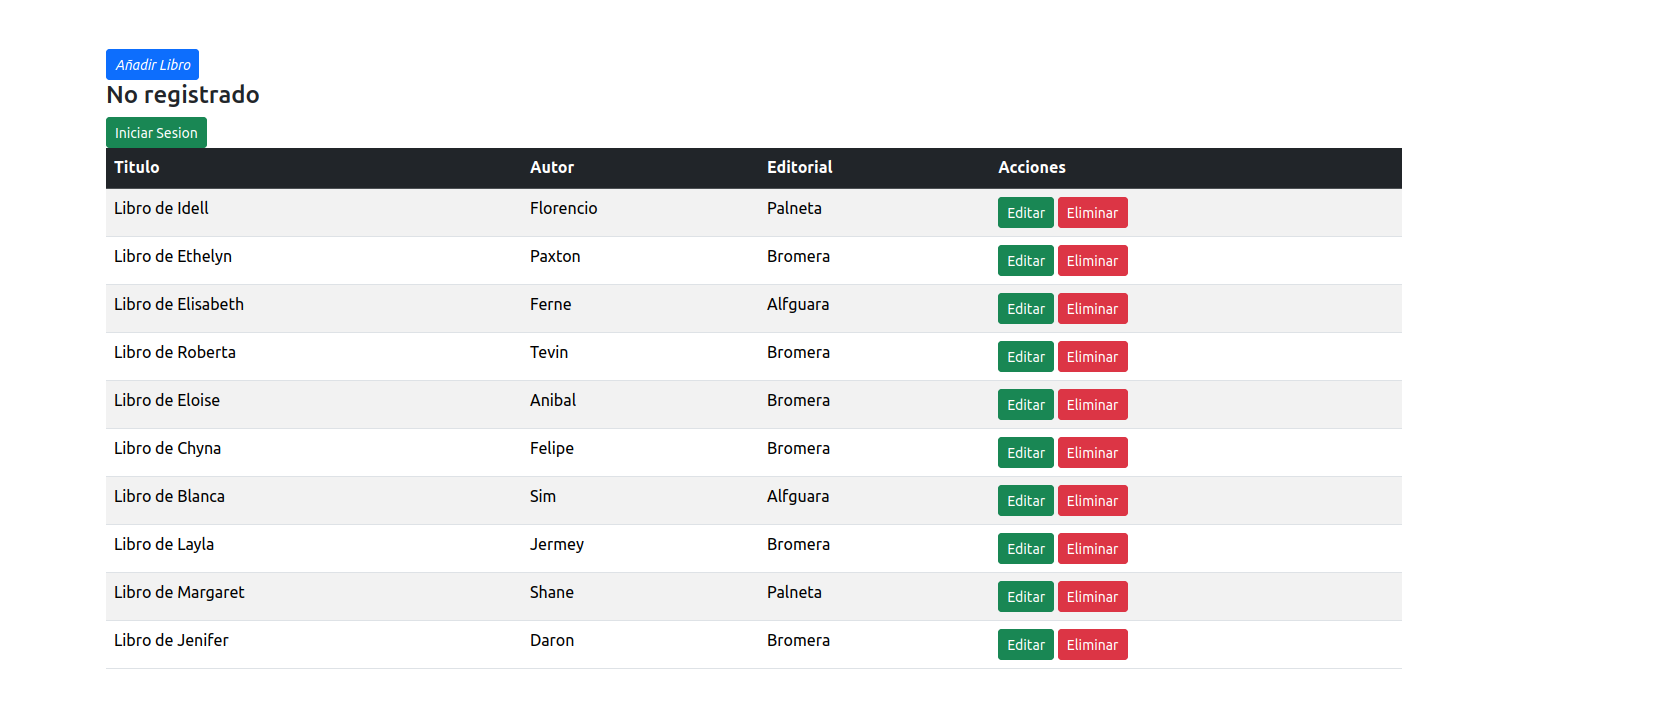 Añadir Libro
No registrado
Iniciar Sesion
Titulo Autor Editorial Acciones
Libro de Idell Florencio Palneta Editar Eliminar
Libro de Ethelyn Paxton Bromera Editar Eliminar
Libro de Elisabeth Ferne Alfguara Editar Eliminar
Libro de Roberta Tevin Bromera Editar Eliminar
Libro de Eloise Anibal Bromera Editar Eliminar
Libro de Chyna Felipe Bromera Editar Eliminar
Libro de Blanca Sim Alfguara Editar Eliminar
Libro de Layla Jermey Bromera Editar Eliminar
Libro de Margaret Shane Palneta Editar Eliminar
Libro de Jenifer Daron Bromera Editar Eliminar